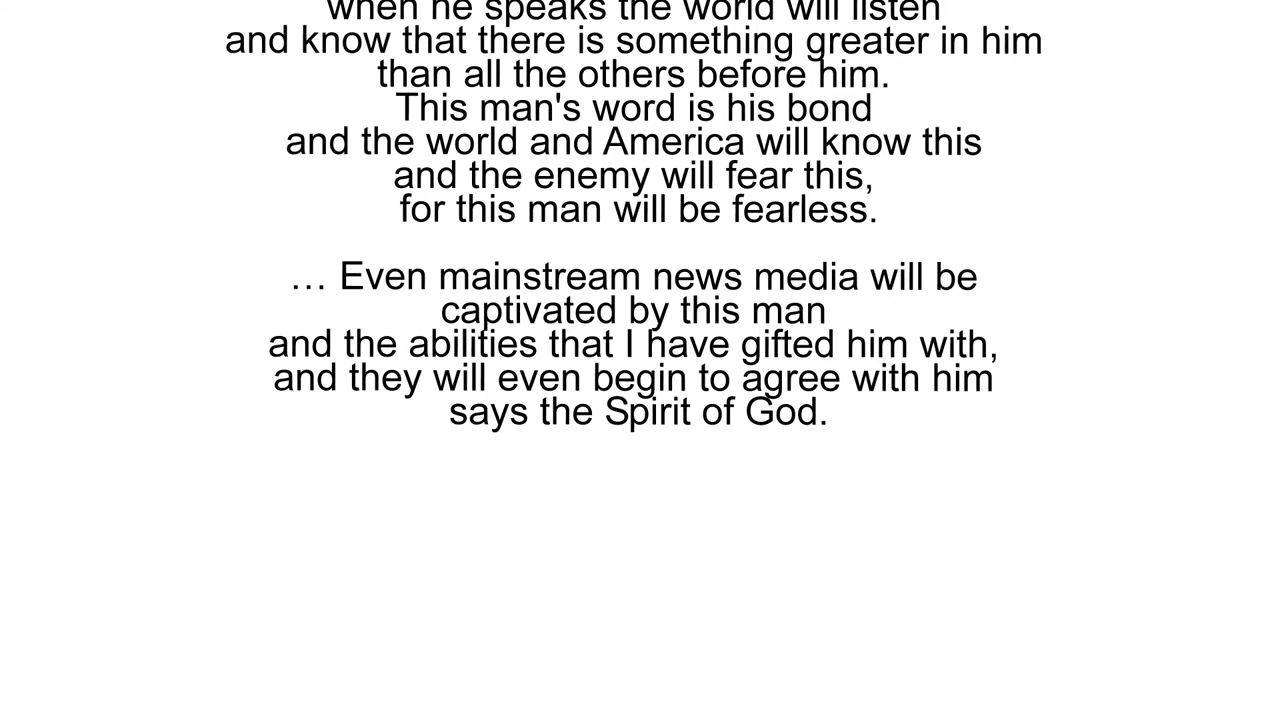 when he speaks the world will listen
and know that there is something greater in him
than all the others before him.
This man's word is his bond
and the world and America will know this
and the enemy will fear this,
for this man will be fearless.
… Even mainstream news media will be
captivated by this man
and the abilities that I have gifted him with,
and they will even begin to agree with him
says the Spirit of God.